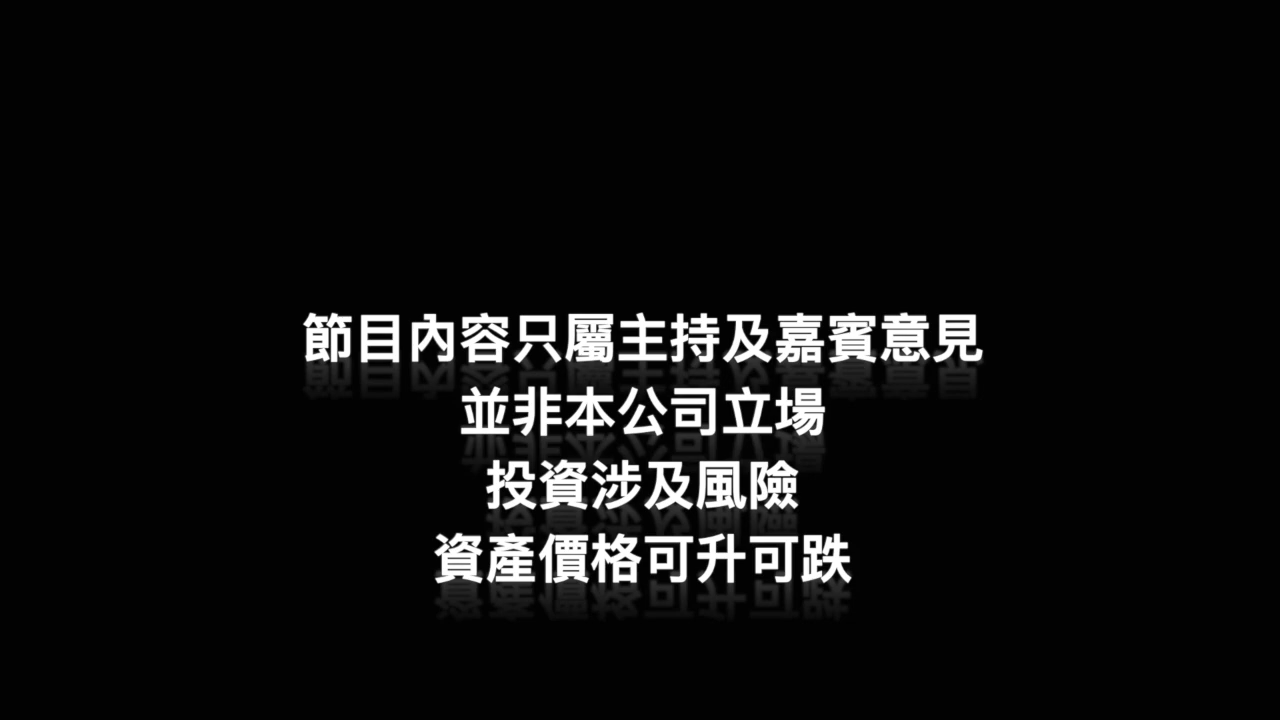 節目內容只屬主持及嘉賓意見
並非本公司立場
投資涉及風險
資產價格可升可跌